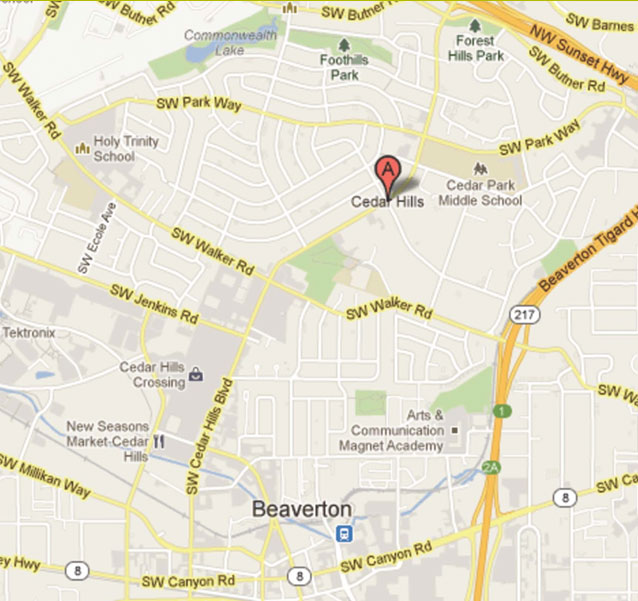 SW Butner Rd
SW Butner Rd
SW Barnes
Commonwealth
Lake
Foothills
Park
Forest
Hills Park
NW Sunset Hwy
SW Butner Rd
SW Walker Rd
SW Park Way
SW Park Way
Holy Trinity
School
A
Cedar Hills
Cedar Park
Middle School
SW Ecole Ave
SW Walker Rd
Beaverton Tigard H
SW Jenkins Rd
SW Walker Rd
217
Tektronix
Cedar Hills
Crossing
SW Wa
SW Cedar Hills Blvd
New Seasons
Market-Cedar
Hills
Arts &
Communication
Magnet Academy
1
2A
SW Millikan Way
SW Ca
8
Beaverton
SW Canyon Rd
ey Hwy
8
SW Canyon Rd
8